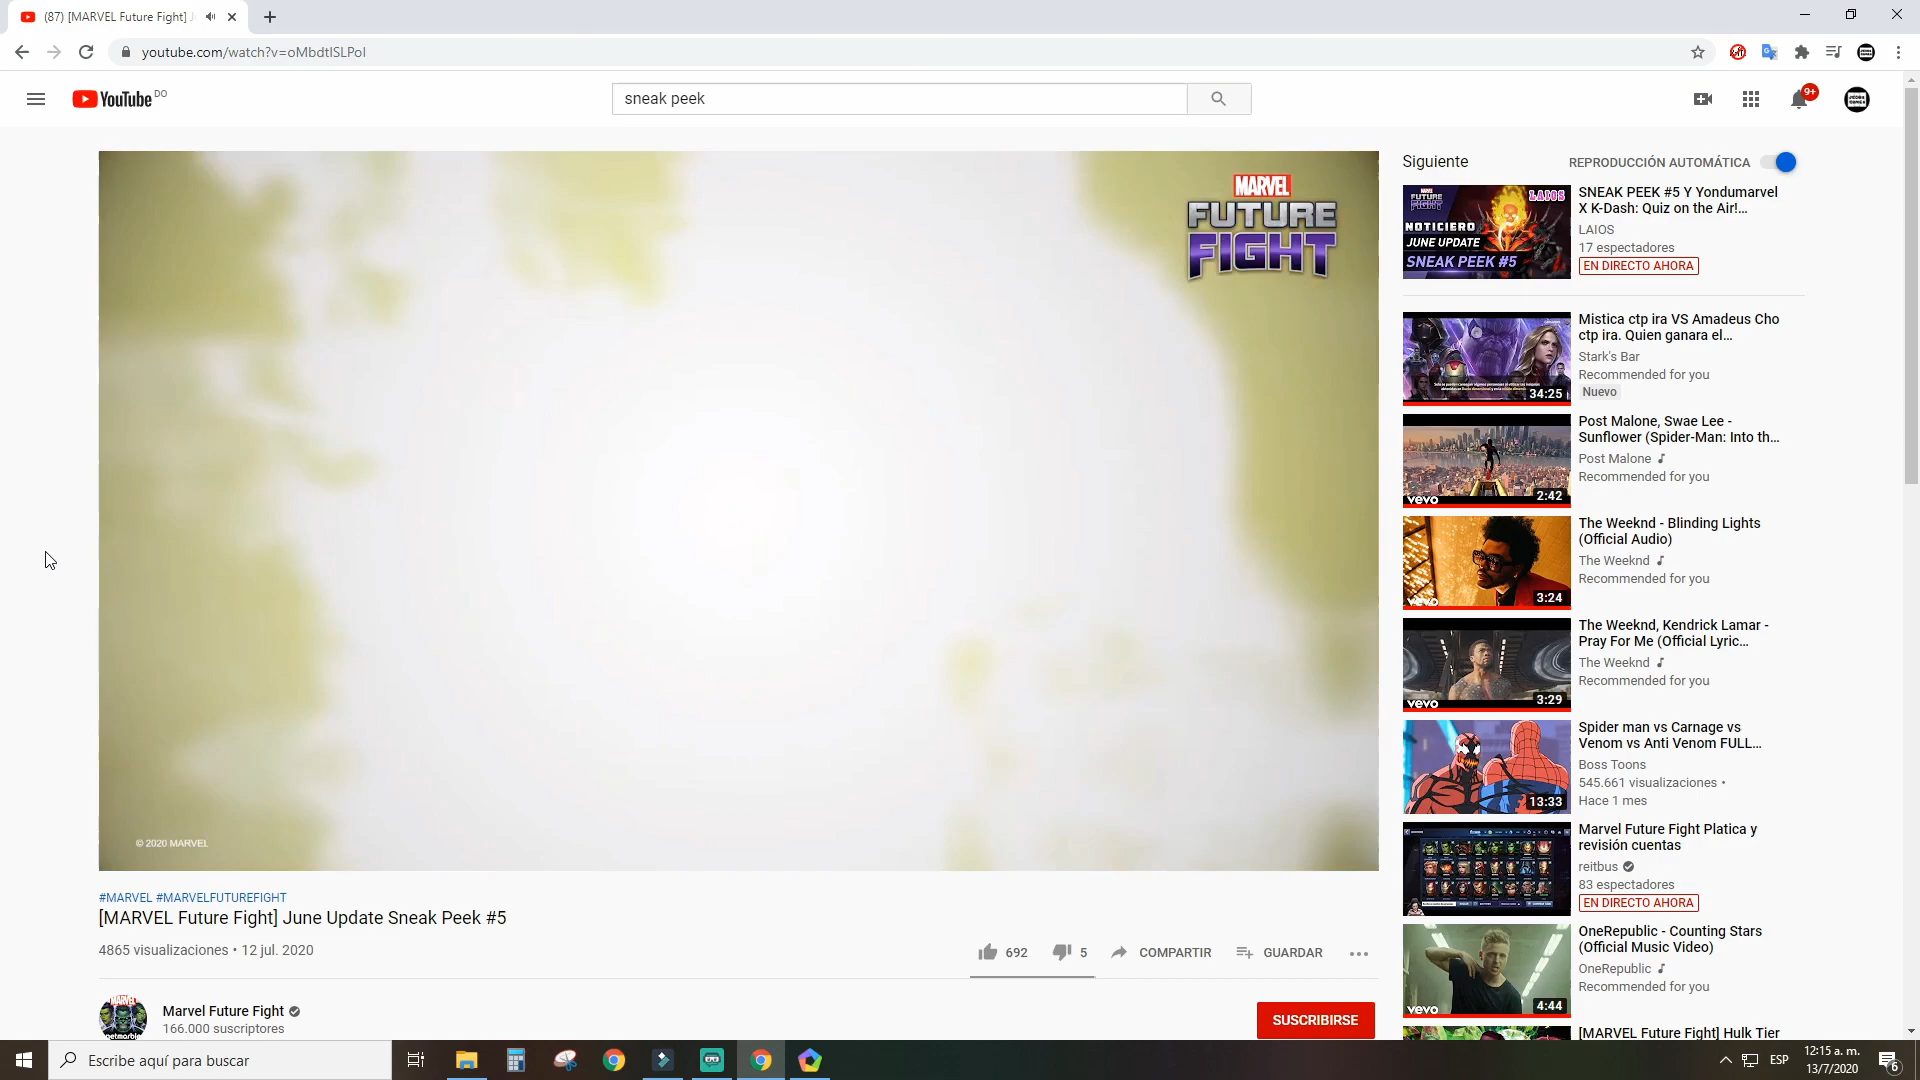 (87) [MARVEL Future Fight] J
youtube.com/watch?v=oMbdtISLPoI
YouTube DO
sneak peek
9+
MARVEL
FUTURE
FIGHT
© 2020 MARVEL
#MARVEL #MARVELFUTUREFIGHT
[MARVEL Future Fight] June Update Sneak Peek #5
4865 visualizaciones • 12 jul. 2020
692
5
COMPARTIR
GUARDAR
Marvel Future Fight
166.000 suscriptores
SUSCRIBIRSE
Siguiente
REPRODUCCIÓN AUTOMÁTICA
FUTURE
FIGHT
LAIOS
NOTICIERO
JUNE UPDATE
SNEAK PEEK #5
SNEAK PEEK #5 Y Yondumarvel
X K-Dash: Quiz on the Air!...
LAIOS
17 espectadores
EN DIRECTO AHORA
34:25
Mistica ctp ira VS Amadeus Cho
ctp ira. Quien ganara el...
Stark's Bar
Recommended for you
Nuevo
vevo
2:42
Post Malone, Swae Lee -
Sunflower (Spider-Man: Into th...
Post Malone
Recommended for you
vevo
3:24
The Weeknd - Blinding Lights
(Official Audio)
The Weeknd
Recommended for you
vevo
3:29
The Weeknd, Kendrick Lamar -
Pray For Me (Official Lyric...
The Weeknd
Recommended for you
13:33
Spider man vs Carnage vs
Venom vs Anti Venom FULL...
Boss Toons
545.661 visualizaciones •
Hace 1 mes
Marvel Future Fight Platica y
revisión cuentas
reitbus
83 espectadores
EN DIRECTO AHORA
vevo
4:44
OneRepublic - Counting Stars
(Official Music Video)
OneRepublic
Recommended for you
[MARVEL Future Fight] Hulk Tier
Escribe aquí para buscar
ESP
12:15 a. m.
13/7/2020
6